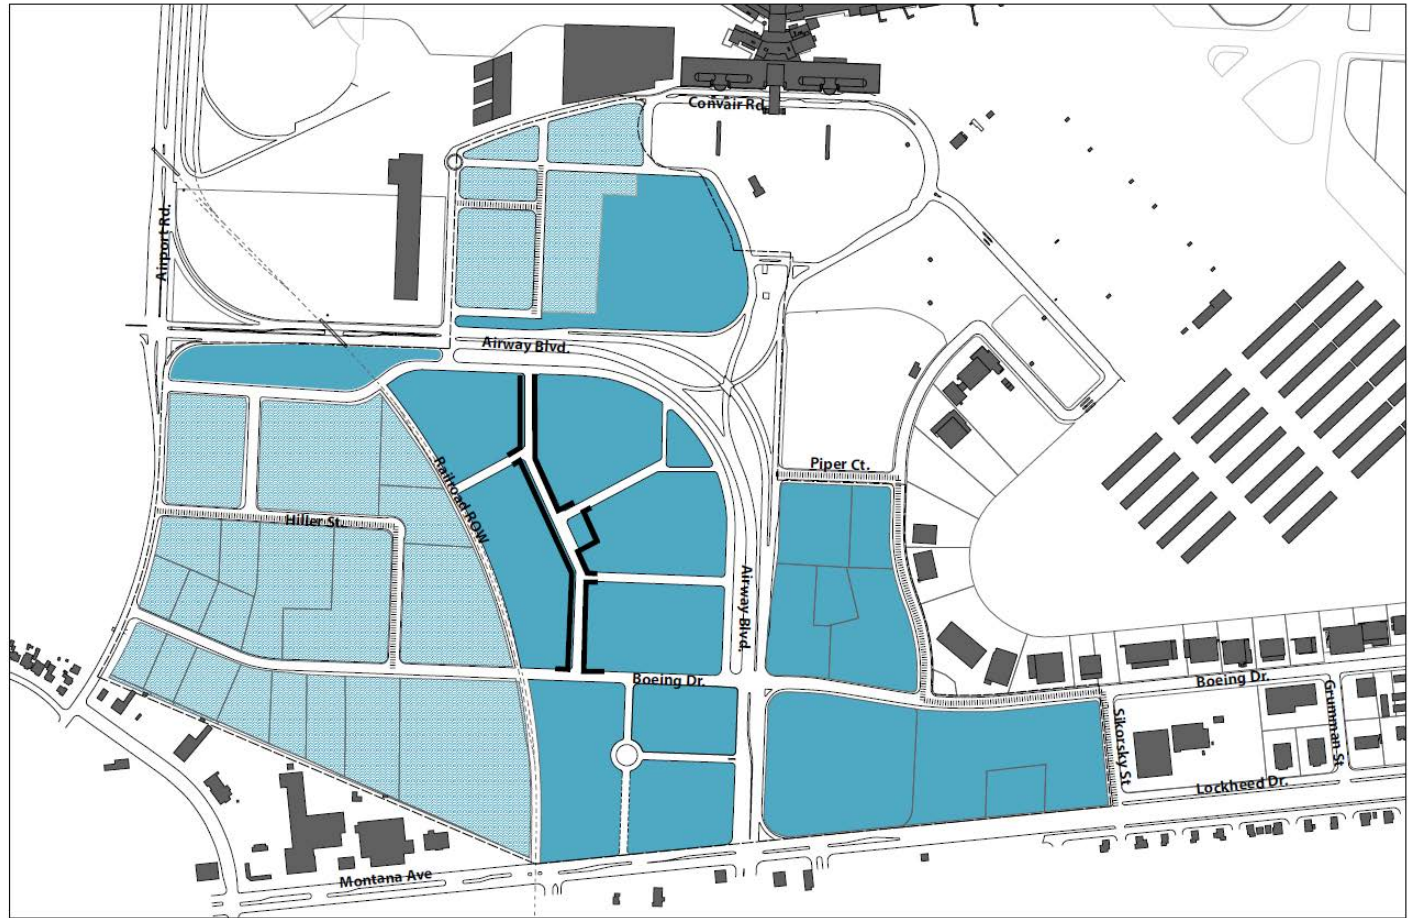 Convair Rd.
Airport Rd.
Airway Blvd.
Piper Ct.
Railroad ROW
Hiller St.
Airway Blvd.
Boeing Dr.
Boeing Dr.
Sikorsky St
Grumman St.
Lockheed Dr.
Montana Ave